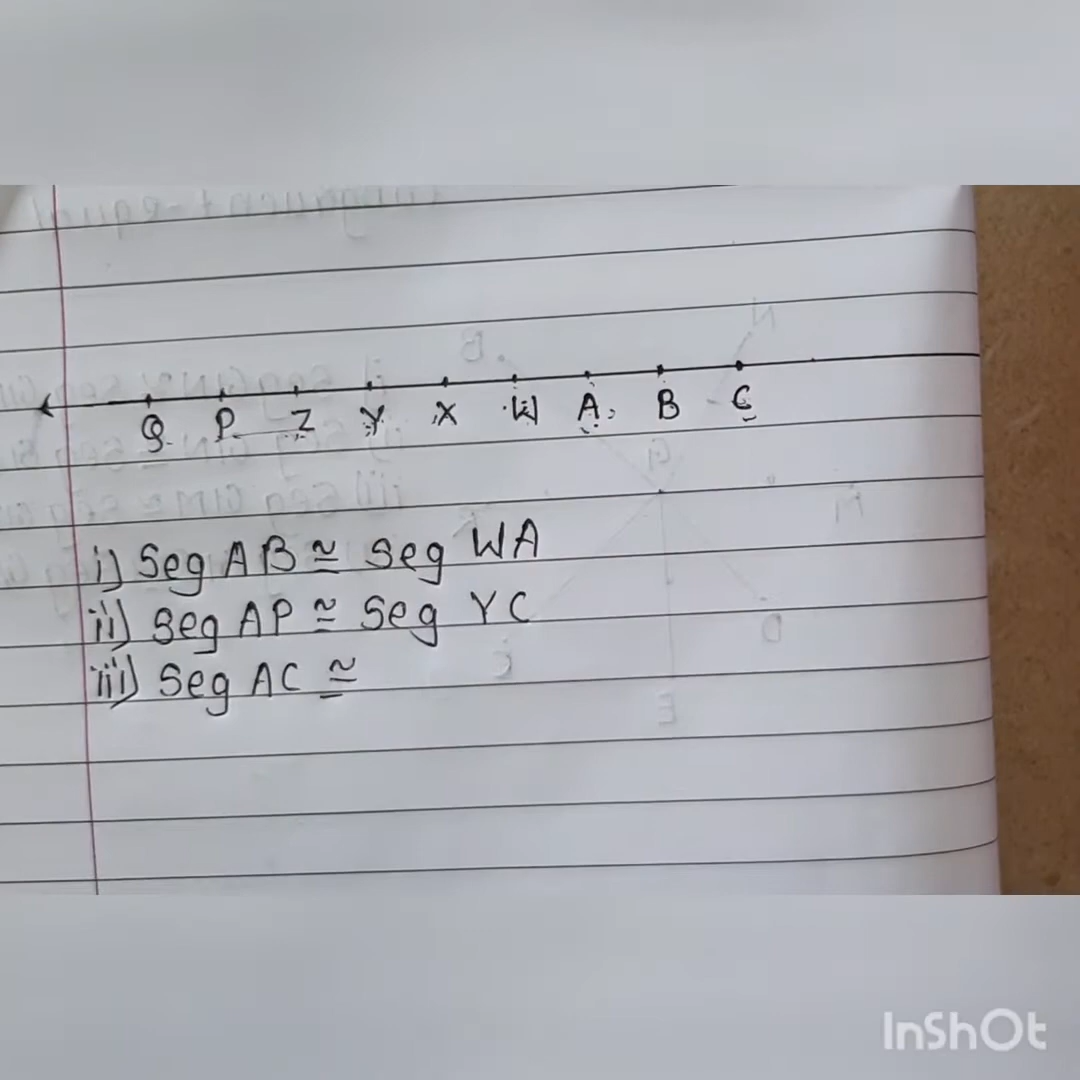 Q P Z Y X W A B C
i) Seg AB ≅ Seg WA
ii) Seg AP ≅ Seg YC
iii) Seg AC ≅
InShOt